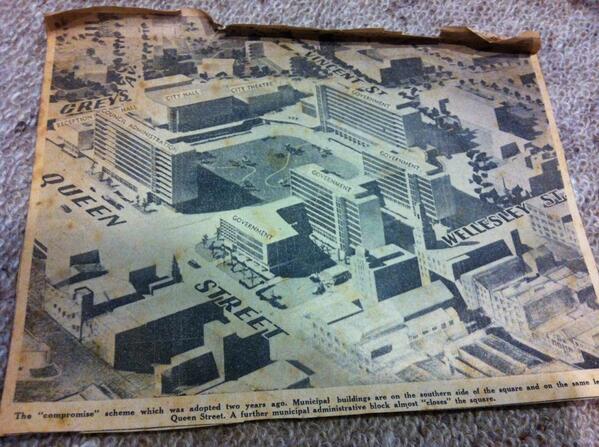 VINCENT ST
GREYS AV.
CITY HALL
CITY THEATRE
GOVERNMENT
RECEPTION HALL
COUNCIL
ADMINISTRATION
GOVERNMENT
GOVERNMENT
QUEEN
GOVERNMENT
WELLESLEY S.T.
STREET
The "compromise" scheme which was adopted two years ago. Municipal buildings are on the southern side of the square and on the same
Queen Street. A further municipal administrative block almost "closes" the square.